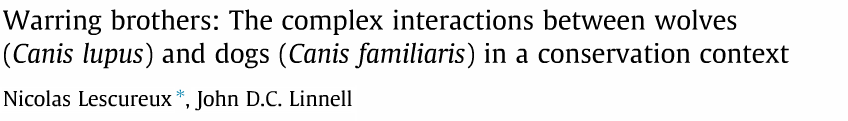 Warring brothers: The complex interactions between wolves
(Canis lupus) and dogs (Canis familiaris) in a conservation context
Nicolas Lescureux *, John D.C. Linnell